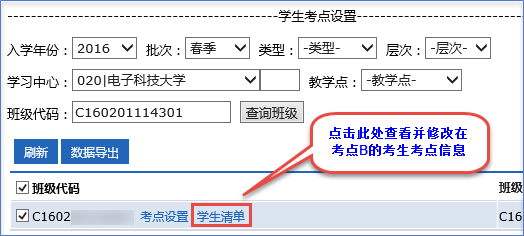 学生考点设置
入学年份： 2016 批次： 春季 类型： -类型- 层次： -层次-
学习中心： 020|电子科技大学 教学点： -教学点-
班级代码： C160201114301 查询班级
点击此处查看并修改在
考点B的考生考点信息
刷新 数据导出
班级代码 班级
C1602 考点设置 学生清单 C16